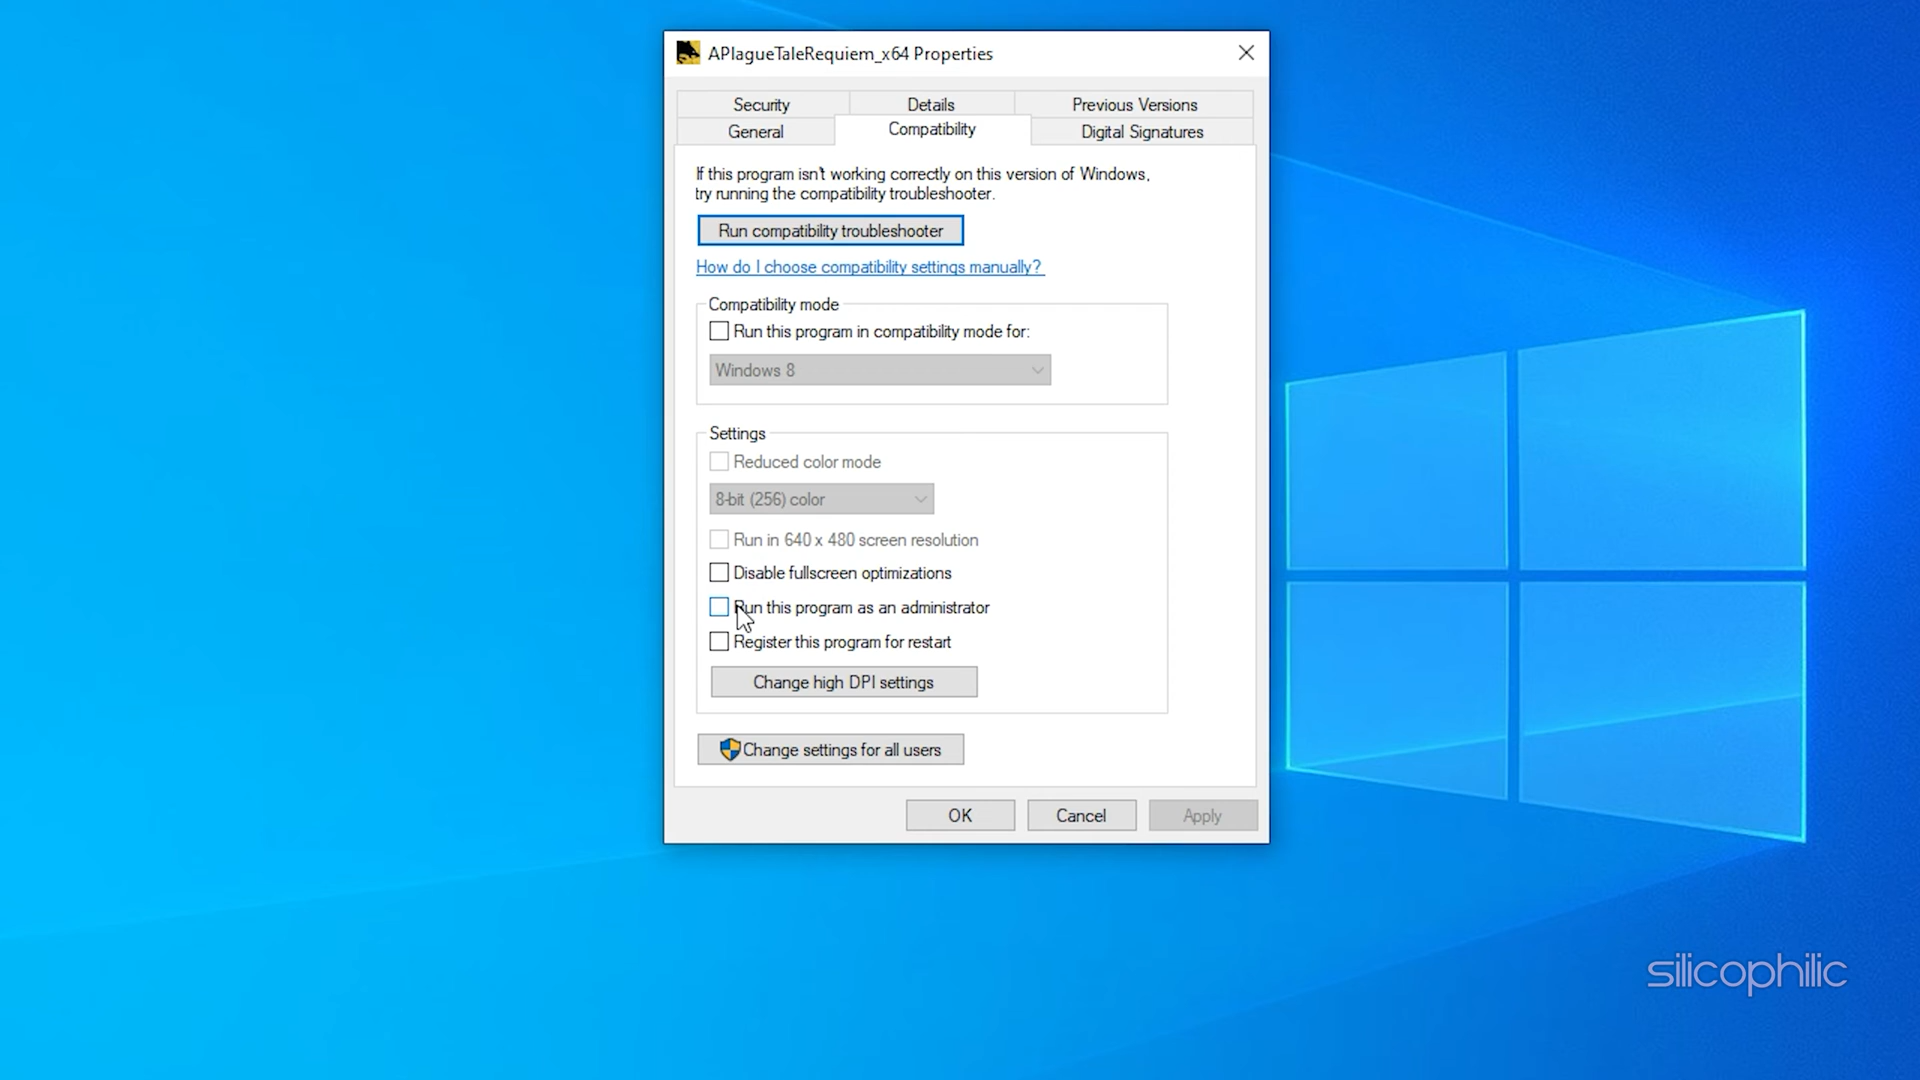 APlagueTaleRequiem_x64 Properties
Security Details Previous Versions
General Compatibility Digital Signatures
If this program isn't working correctly on this version of Windows,
try running the compatibility troubleshooter.
Run compatibility troubleshooter
How do I choose compatibility settings manually?
Compatibility mode
Run this program in compatibility mode for:
Windows 8
Settings
Reduced color mode
8-bit (256) color
Run in 640 x 480 screen resolution
Disable fullscreen optimizations
Run this program as an administrator
Register this program for restart
Change high DPI settings
Change settings for all users
OK Cancel Apply
silicophilic